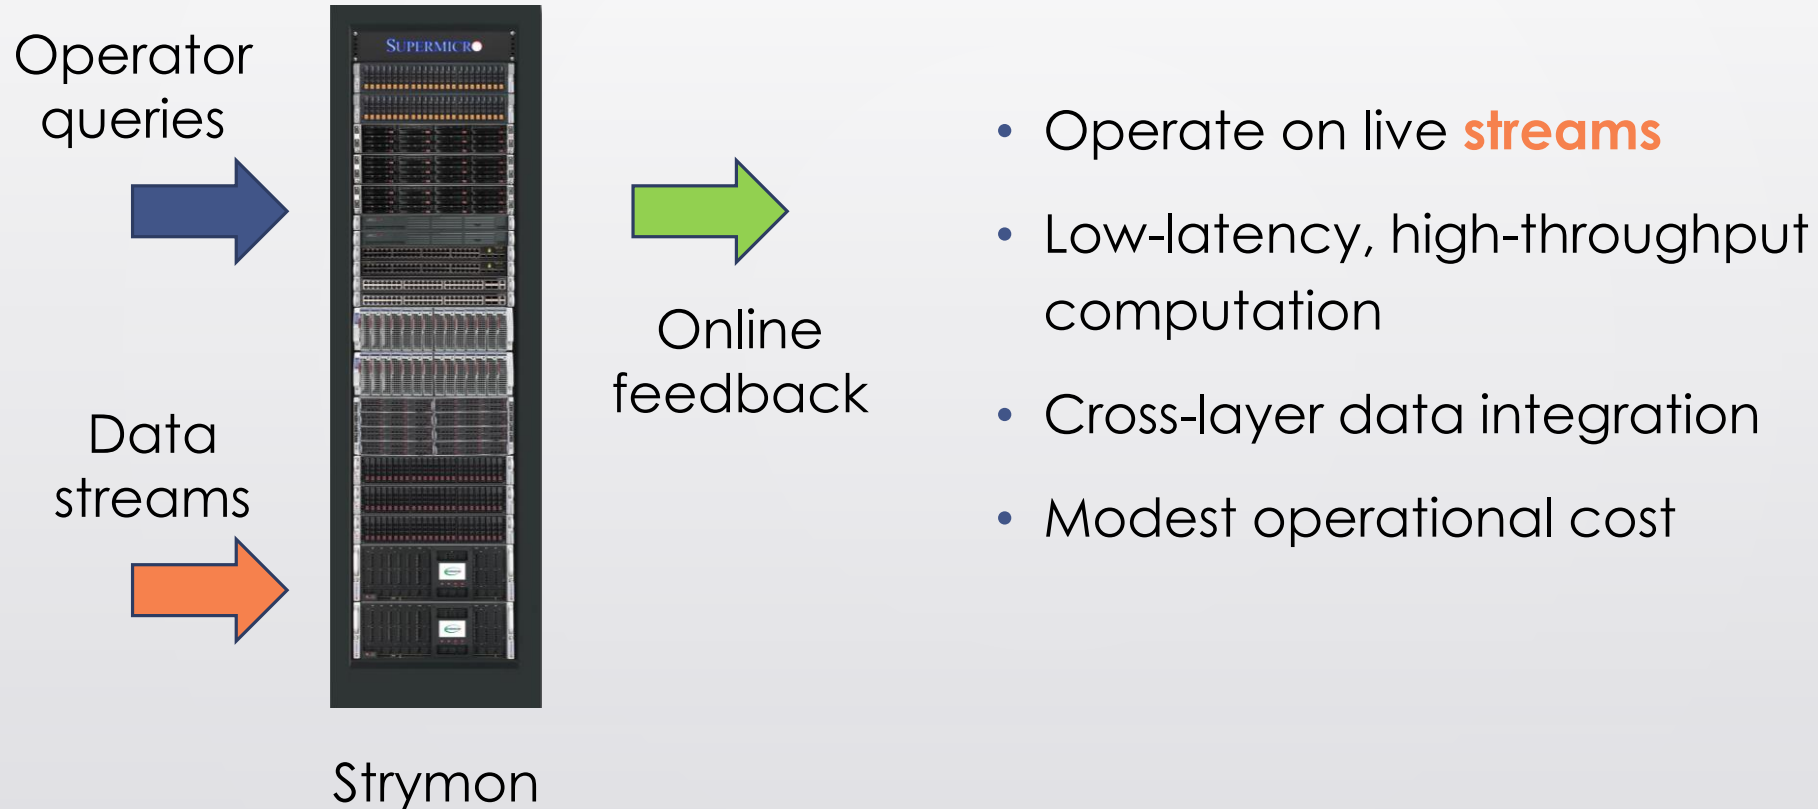 Operator
queries
SUPERMICRO
Data
streams
Online
feedback
Strymon
• Operate on live streams
• Low-latency, high-throughput
computation
• Cross-layer data integration
• Modest operational cost